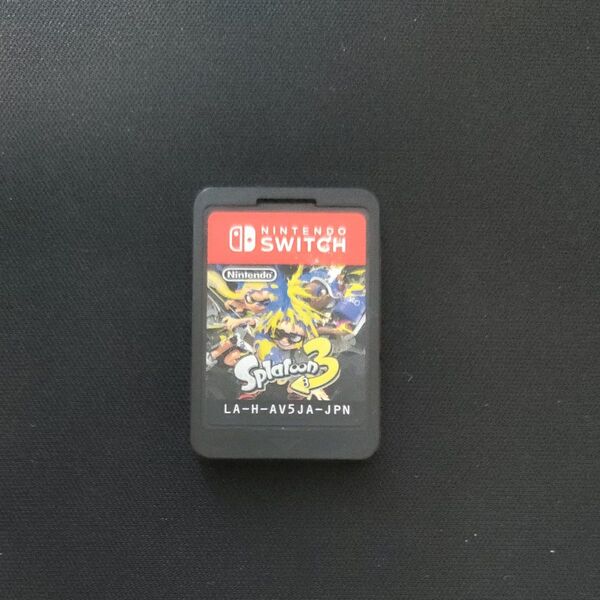 NINTENDO
SWITCH
Nintendo
Splatoon 3
LA-H-AV5JA-JPN